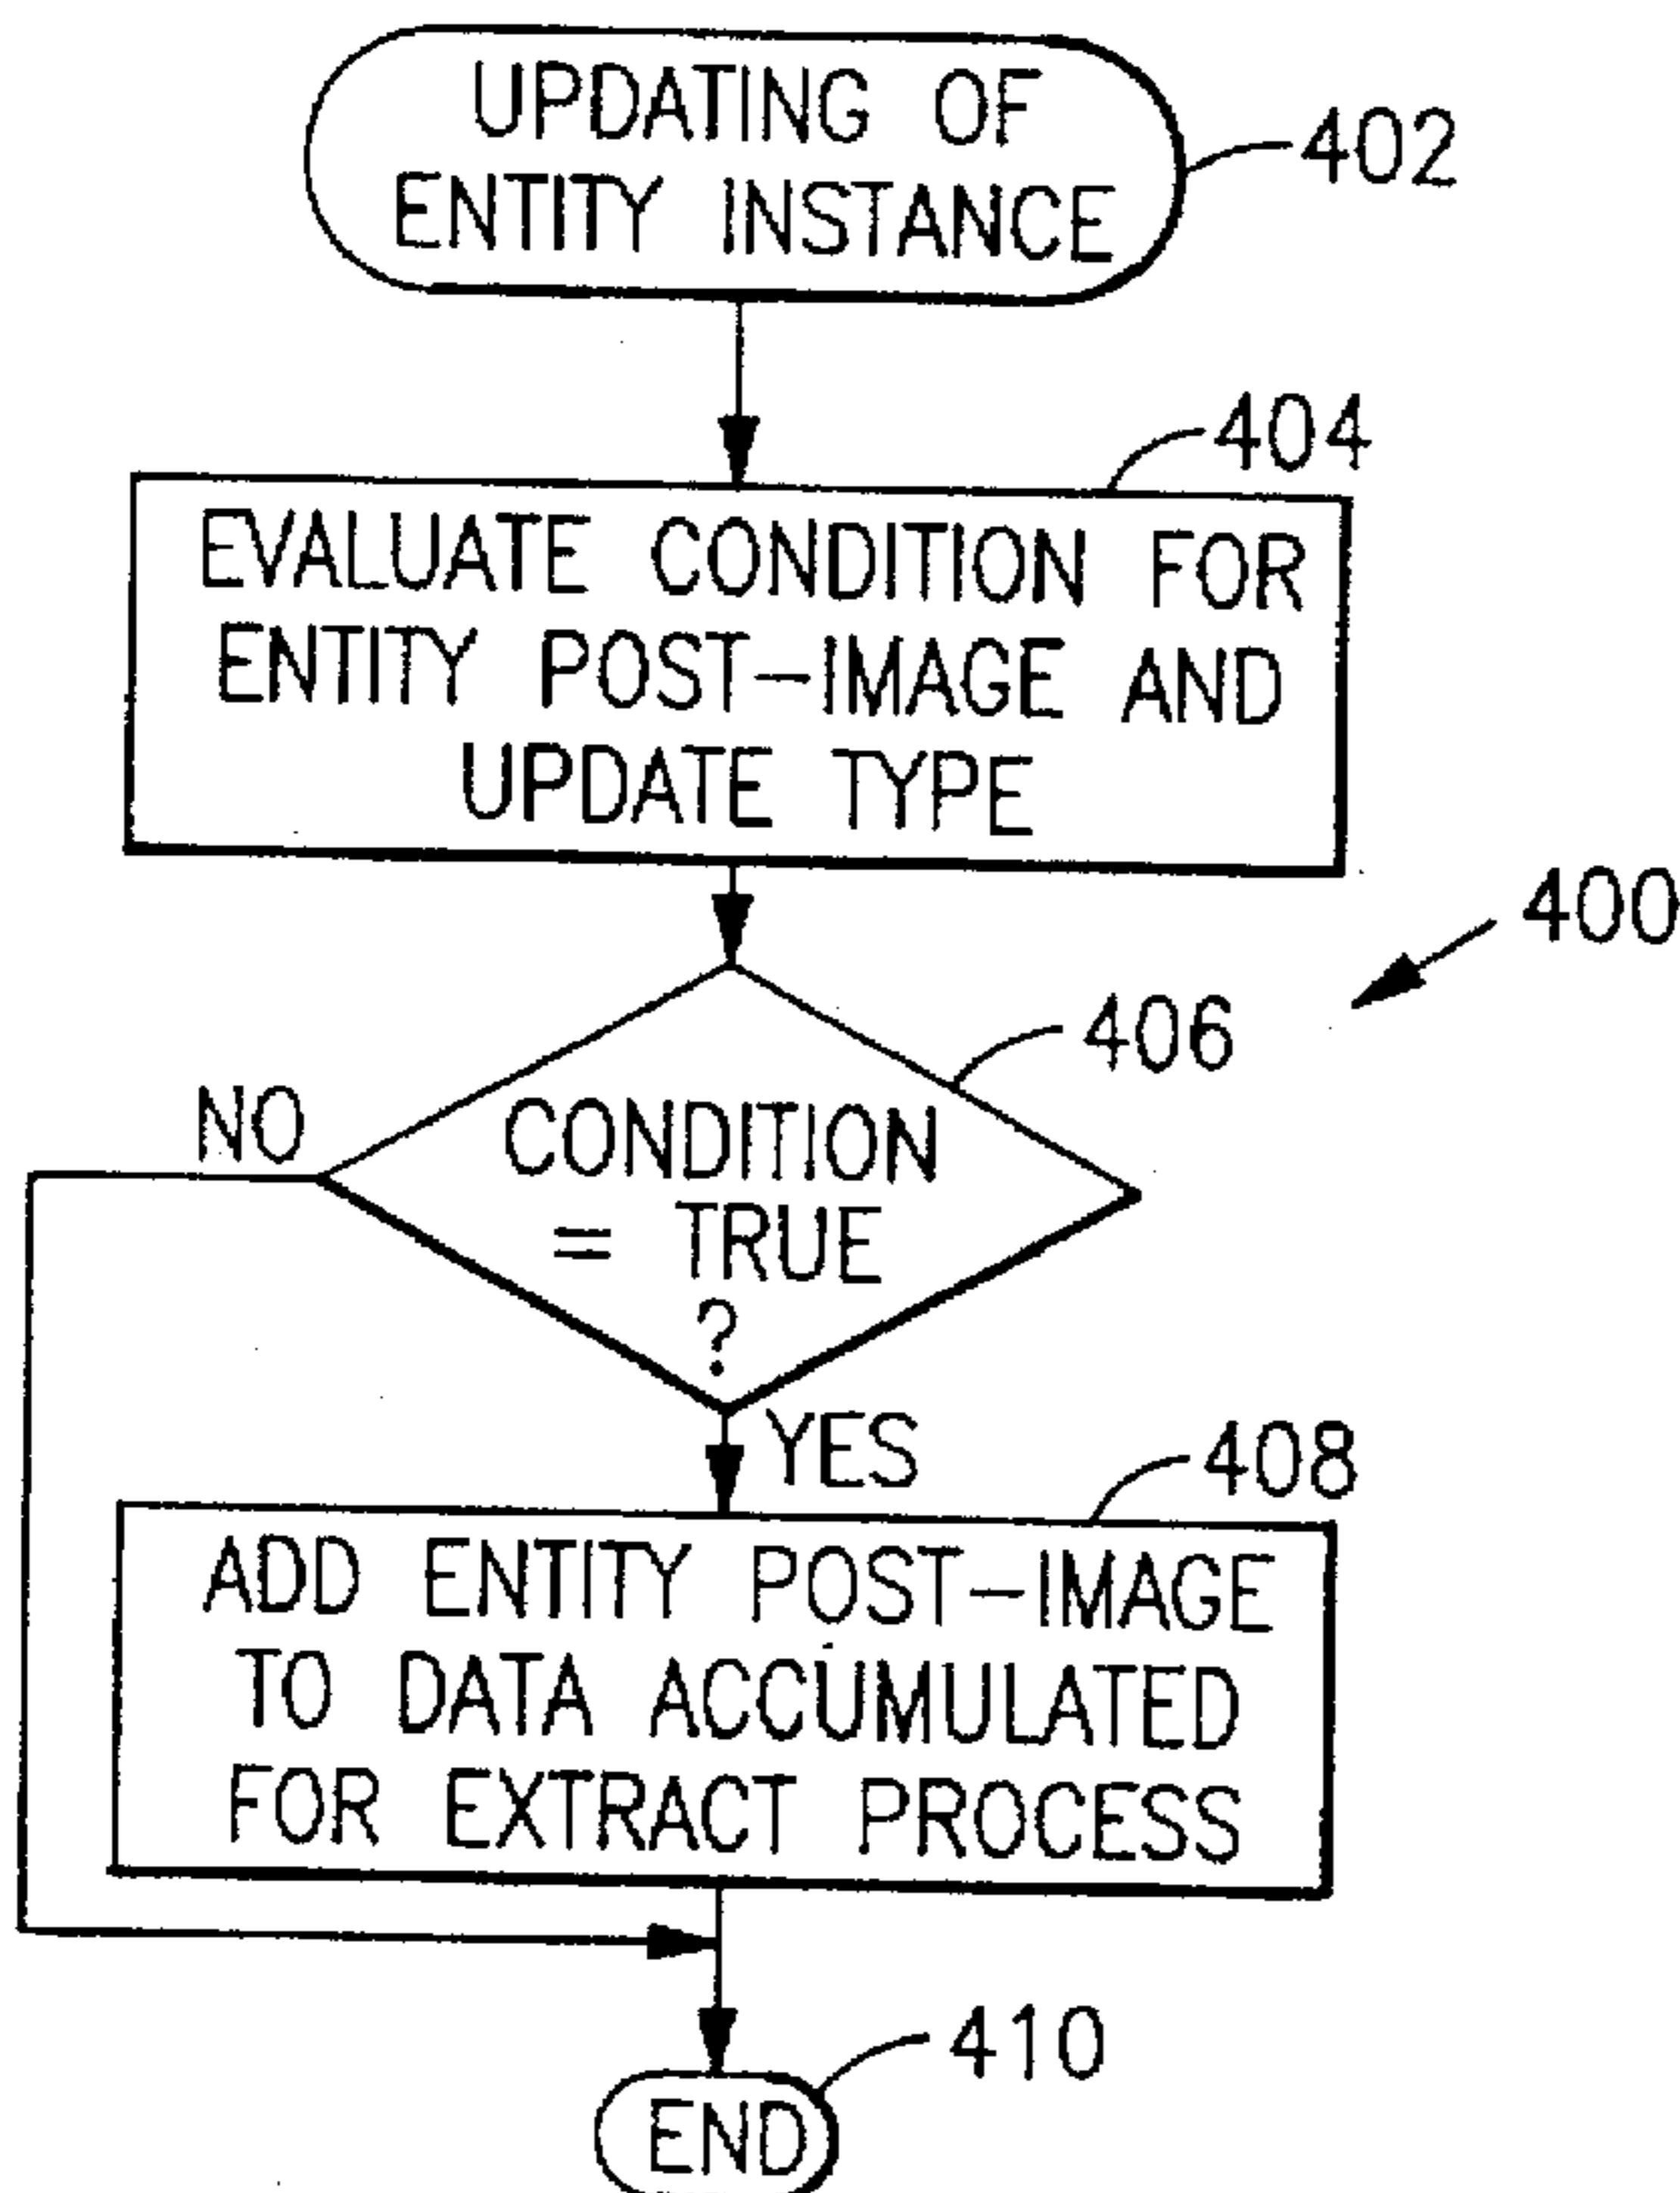 UPDATING OF
ENTITY INSTANCE
402
404
EVALUATE CONDITION FOR
ENTITY POST-IMAGE AND
UPDATE TYPE
400
406
NO
CONDITION
= TRUE
?
YES
408
ADD ENTITY POST-IMAGE
TO DATA ACCUMULATED
FOR EXTRACT PROCESS
410
END